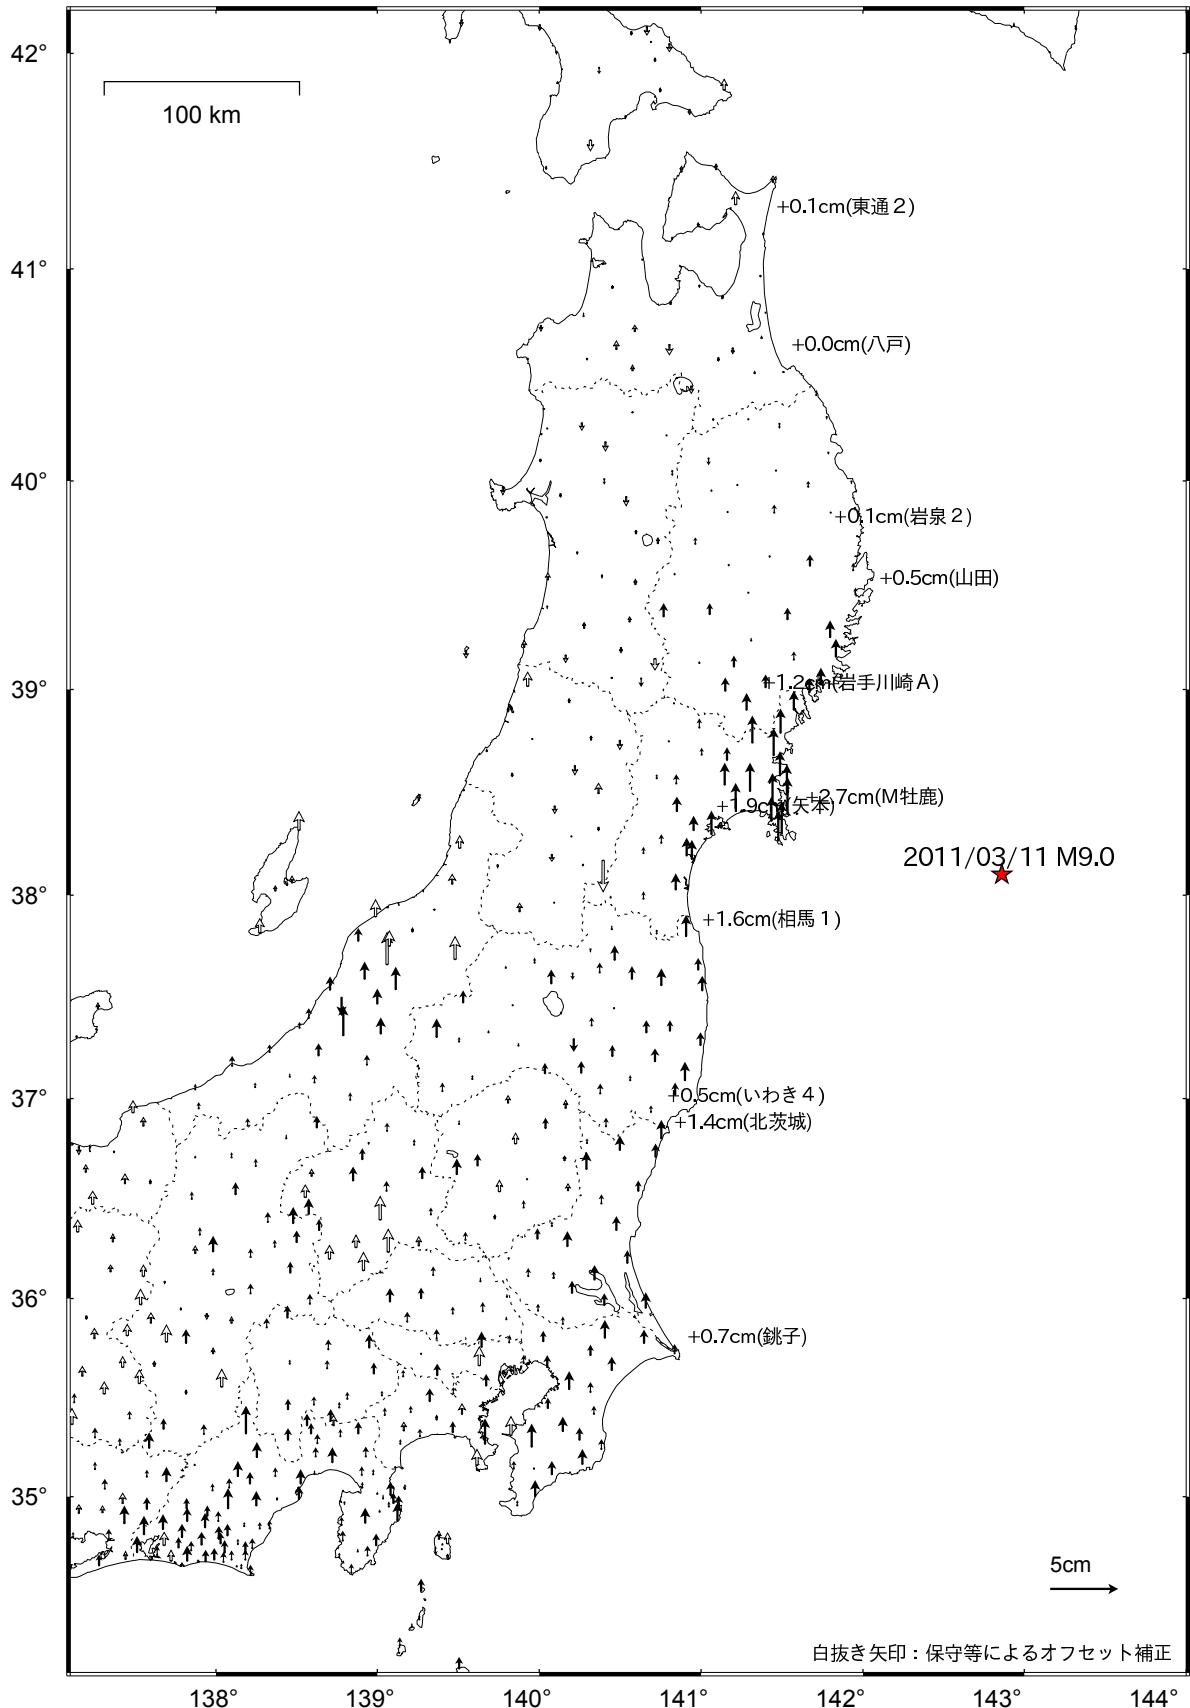 42°
100 km
+0.1cm(東通２)
41°
+0.0cm(八戸)
40°
+0.1cm(岩泉２)
+0.5cm(山田)
39°
+1.2cm(岩手川崎Ａ)
+2.7cm(M牡鹿)
+1.9cm(矢本)
2011/03/11 M9.0
38°
+1.6cm(相馬１)
37°
+0.5cm(いわき４)
+1.4cm(北茨城)
36°
+0.7cm(銚子)
35°
5cm
白抜き矢印：保守等によるオフセット補正
138° 139° 140° 141° 142° 143° 144°